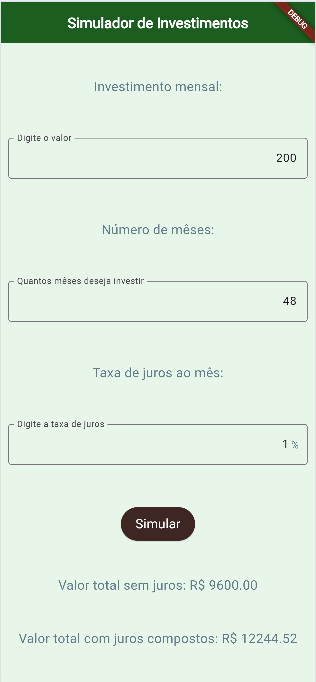 Simulador de Investimentos
DEBUG
Investimento mensal:
Digite o valor
200
Número de mêses:
Quantos mêses deseja investir
48
Taxa de juros ao mês:
Digite a taxa de juros
1 %
Simular
Valor total sem juros: R$ 9600.00
Valor total com juros compostos: R$ 12244.52